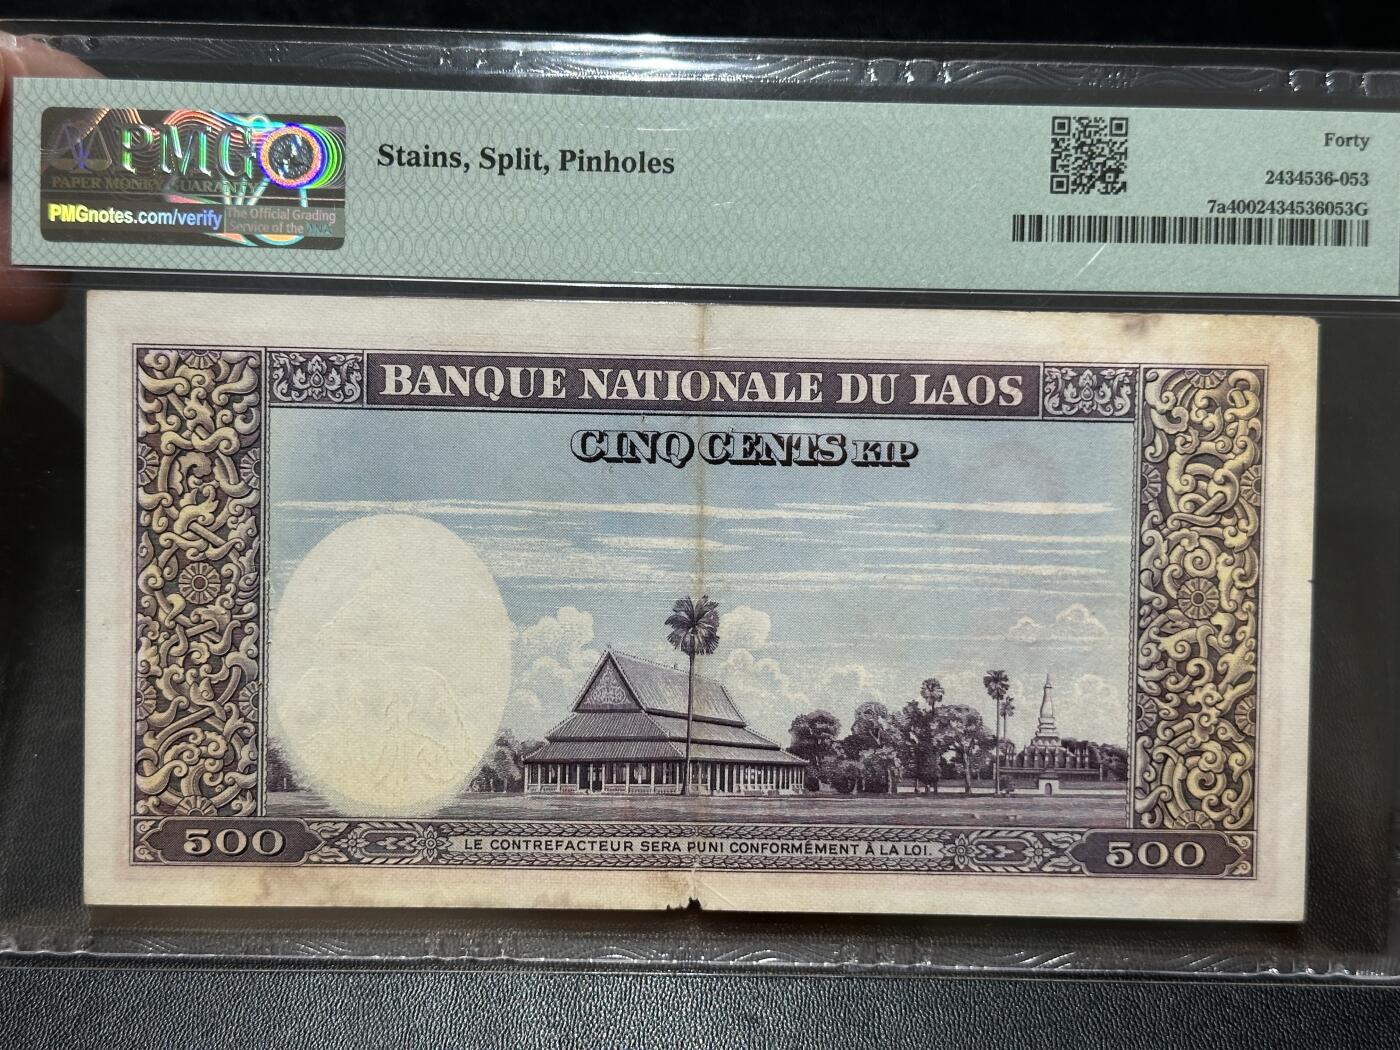 PMG
PAPER MONEY GUARANTY
PMGnotes.com/verify
The Official Grading
Service of the ANA
Stains, Split, Pinholes
Forty
2434536-053
7a4002434536053G
BANQUE NATIONALE DU LAOS
CINQ CENTS KIP
500
LE CONTREFACTEUR SERA PUNI CONFORMÉMENT À LA LOI.
500